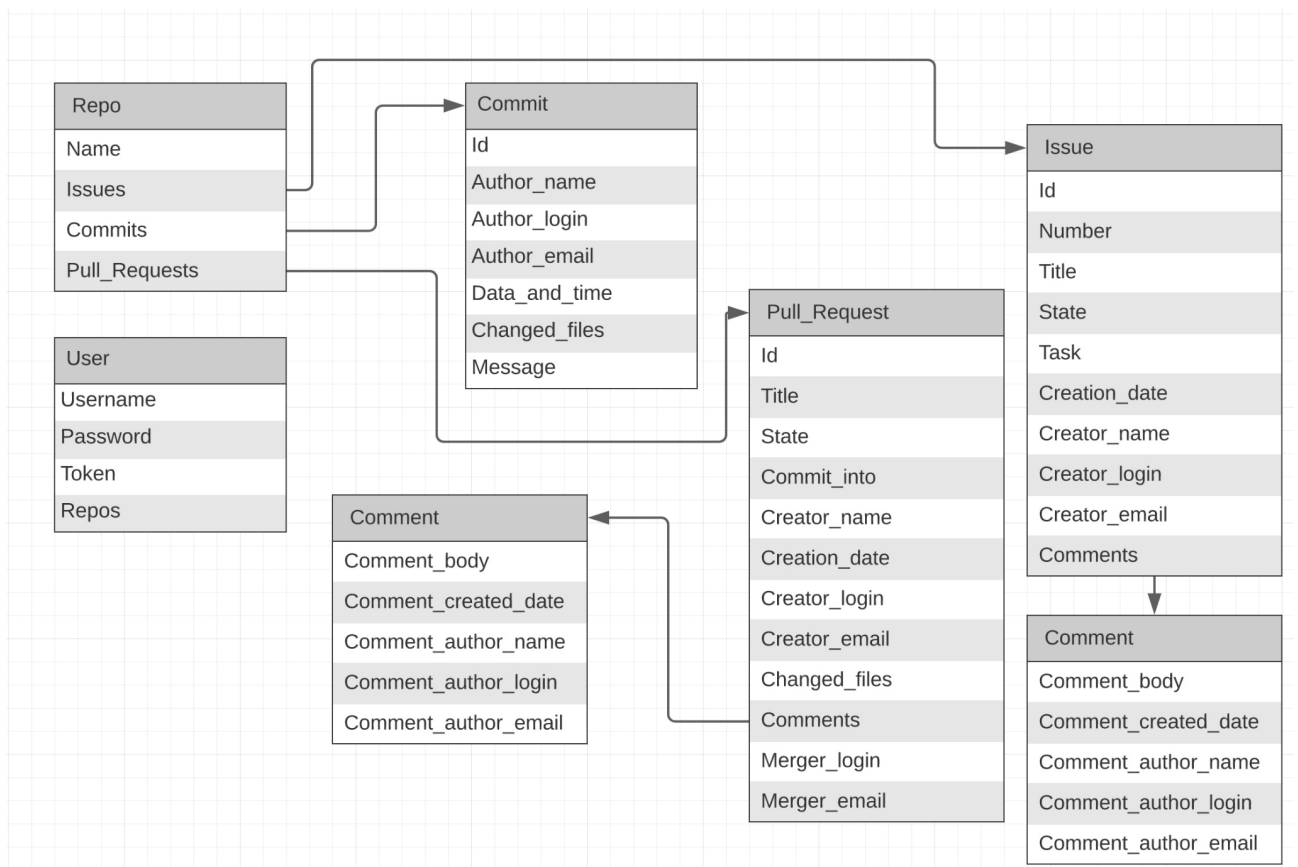 Repo
Name
Issues
Commits
Pull_Requests
User
Username
Password
Token
Repos
Commit
Id
Author_name
Author_login
Author_email
Data_and_time
Changed_files
Message
Comment
Comment_body
Comment_created_date
Comment_author_name
Comment_author_login
Comment_author_email
Pull_Request
Id
Title
State
Commit_into
Creator_name
Creation_date
Creator_login
Creator_email
Changed_files
Comments
Merger_login
Merger_email
Issue
Id
Number
Title
State
Task
Creation_date
Creator_name
Creator_login
Creator_email
Comments
Comment
Comment_body
Comment_created_date
Comment_author_name
Comment_author_login
Comment_author_email